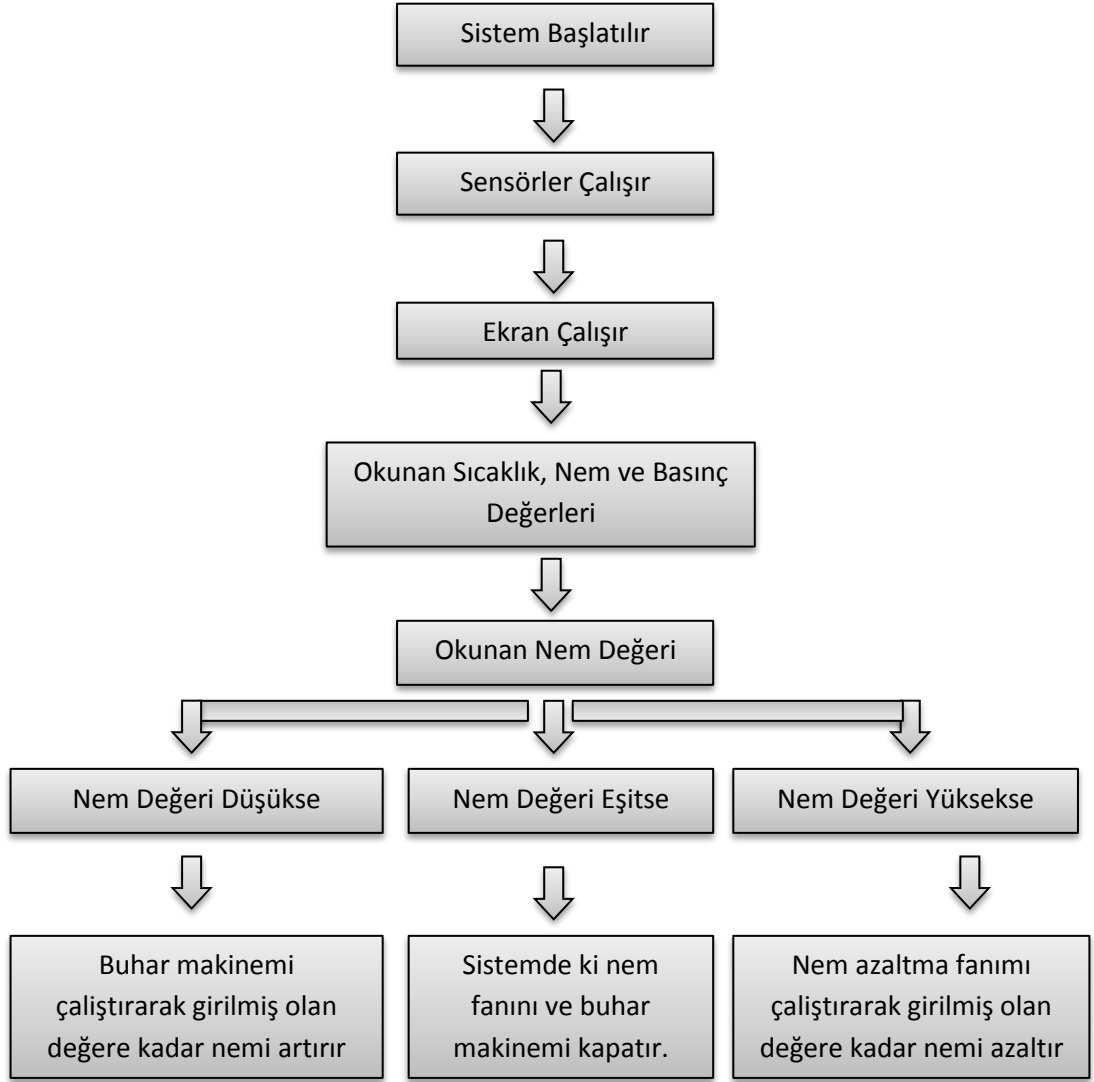 Sistem Başlatılır
Sensörler Çalışır
Ekran Çalışır
Okunan Sıcaklık, Nem ve Basınç
Değerleri
Okunan Nem Değeri
Nem Değeri Düşükse
Nem Değeri Eşitse
Nem Değeri Yüksekse
Buhar makinemi
çaliştırarak girilmiş olan
değere kadar nemi artırır
Sistemde ki nem
fanını ve buhar
makinemi kapatır.
Nem azaltma fanımı
çaliştırarak girilmiş olan
değere kadar nemi azaltır